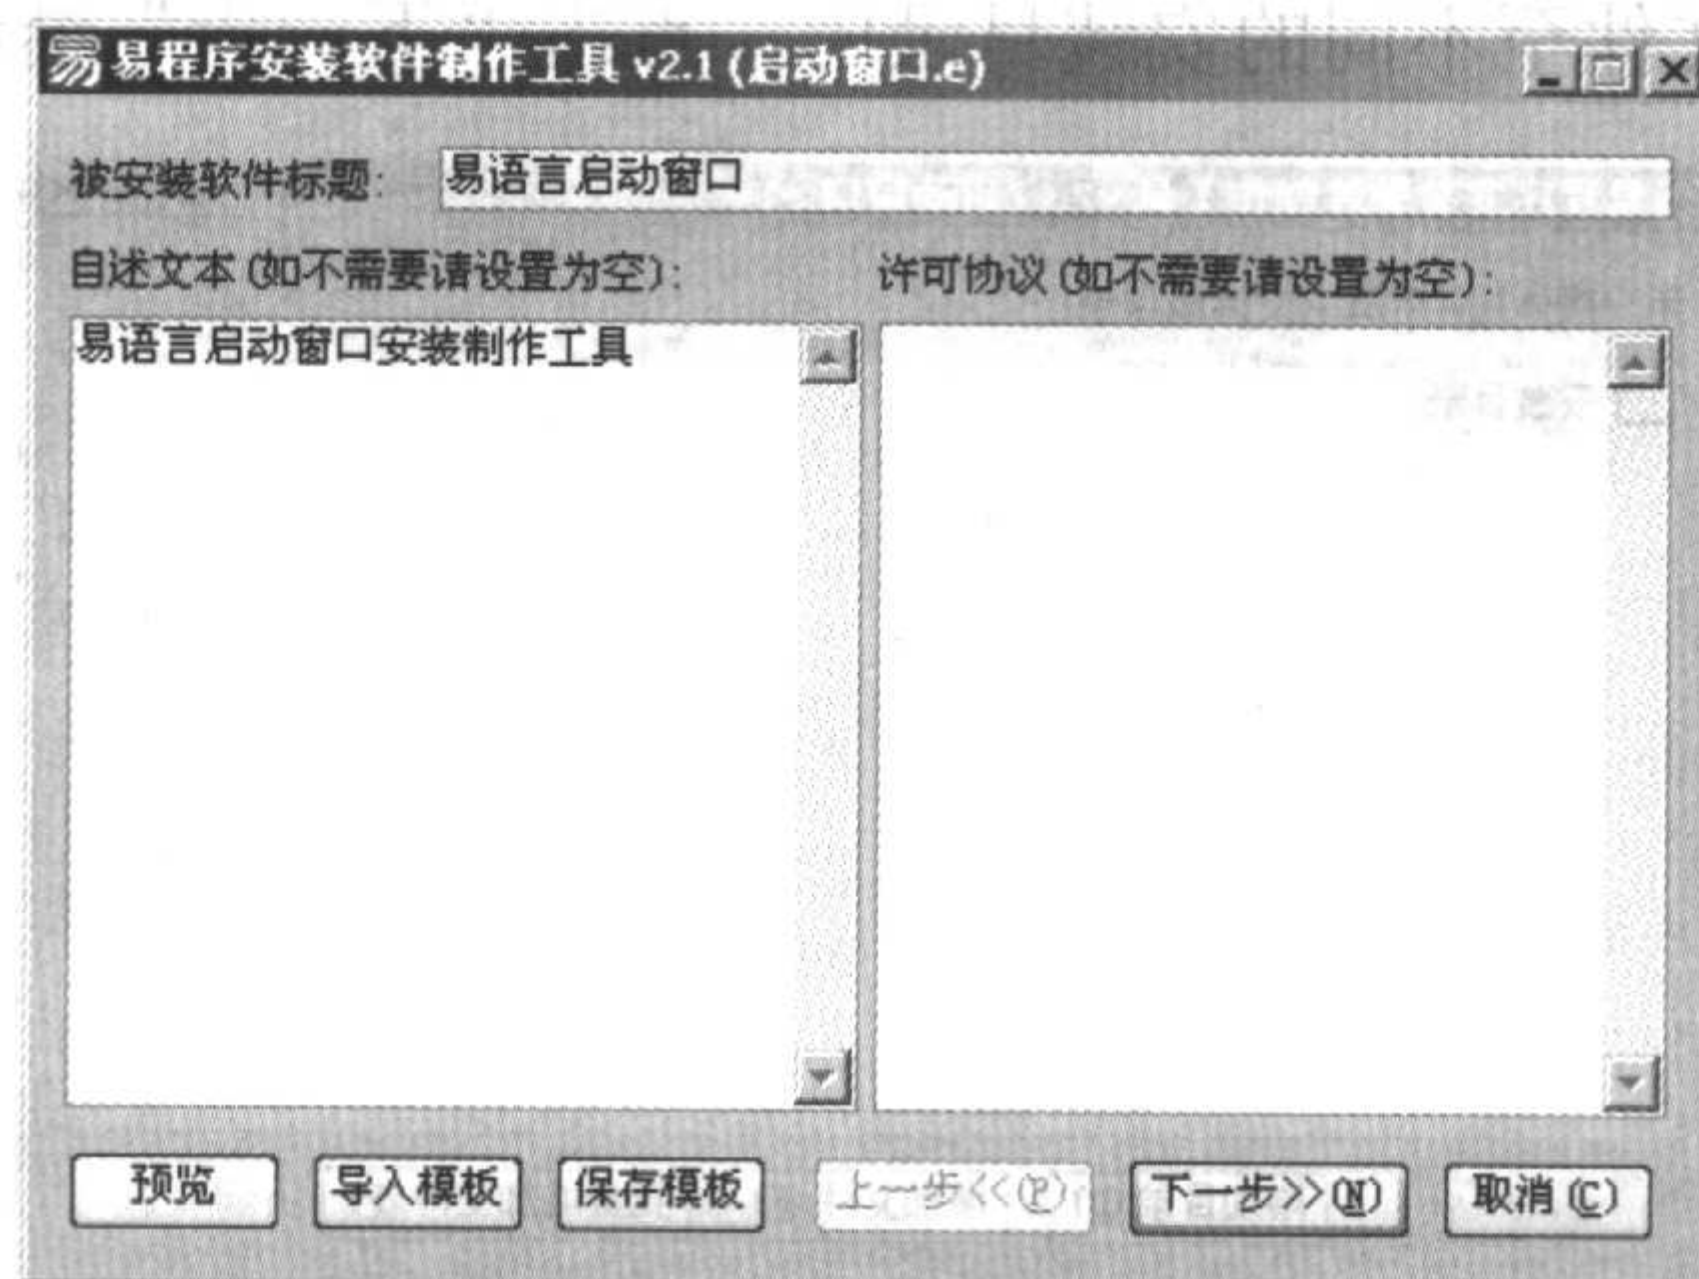 易程序安装软件制作工具 v2.1 (启动窗口.e)
被安装软件标题: 易语言启动窗口
自述文本(如不需要请设置为空): 许可协议(如不需要请设置为空):
易语言启动窗口安装制作工具
预览 导入模板 保存模板 上一步<<(P) 下一步>>(N) 取消(C)